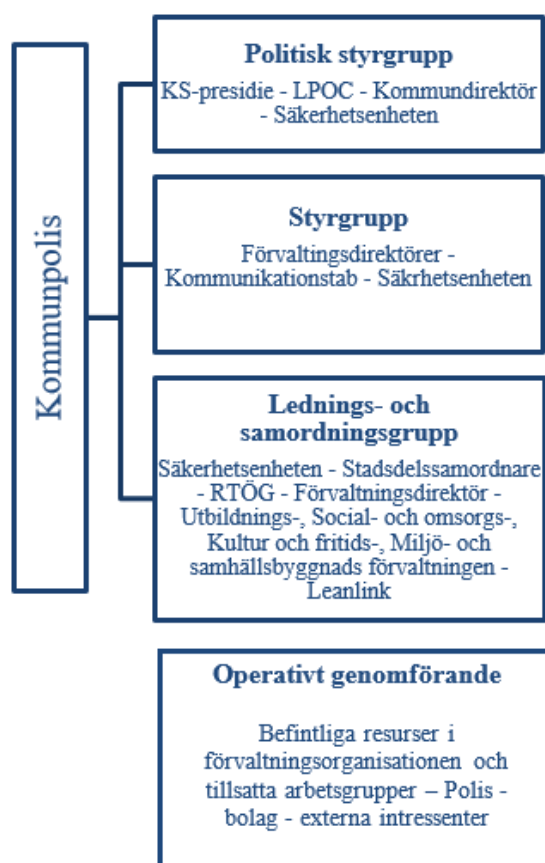 Kommunpolis
Politisk styrgrupp
KS-presidie - LPOC - Kommundirektör
- Säkerhetsenheten
Styrgrupp
Förvaltingsdirektörer -
Kommunikationstab - Säkrhetsenheten
Lednings- och
samordningsgrupp
Säkerhetsenheten - Stadsdelssamordnare
- RTÖG - Förvaltningsdirektör -
Utbildnings-, Social- och omsorgs-,
Kultur och fritids-, Miljö- och
samhällsbyggnads förvaltningen -
Leanlink
Operativt genomförande
Befintliga resurser i
förvaltningsorganisationen och
tillsatta arbetsgrupper – Polis -
bolag - externa intressenter